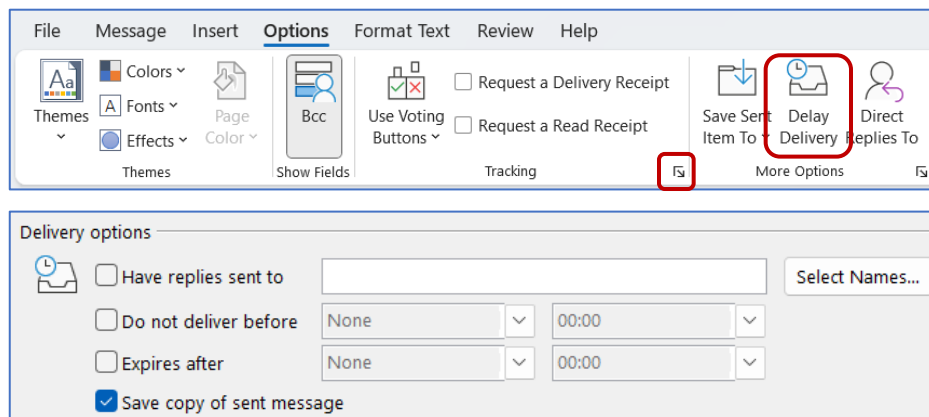 File Message Insert Options Format Text Review Help
Aa Themes
Colors
A Fonts
Effects
Page Color
Themes
Bcc
Show Fields
Use Voting Buttons
Request a Delivery Receipt
Request a Read Receipt
Tracking
Save Sent Item To
Delay Delivery
Direct Replies To
More Options
Delivery options
Have replies sent to Select Names...
Do not deliver before None 00:00
Expires after None 00:00
Save copy of sent message